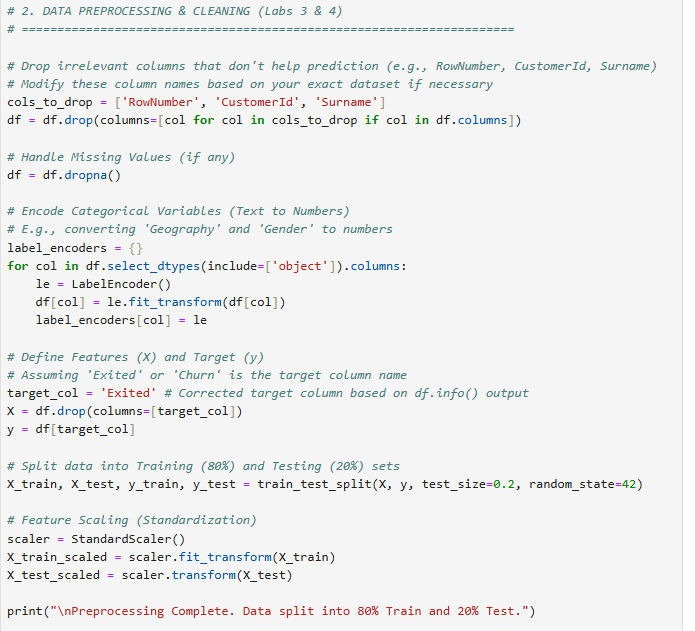 # 2. DATA PREPROCESSING & CLEANING (Labs 3 & 4)
# =================================================================
# Drop irrelevant columns that don't help prediction (e.g., RowNumber, CustomerId, Surname)
# Modify these column names based on your exact dataset if necessary
cols_to_drop = ['RowNumber', 'CustomerId', 'Surname']
df = df.drop(columns=[col for col in cols_to_drop if col in df.columns])
# Handle Missing Values (if any)
df = df.dropna()
# Encode Categorical Variables (Text to Numbers)
# E.g., converting 'Geography' and 'Gender' to numbers
label_encoders = {}
for col in df.select_dtypes(include=['object']).columns:
    le = LabelEncoder()
    df[col] = le.fit_transform(df[col])
    label_encoders[col] = le
# Define Features (X) and Target (y)
# Assuming 'Exited' or 'Churn' is the target column name
target_col = 'Exited' # Corrected target column based on df.info() output
X = df.drop(columns=[target_col])
y = df[target_col]
# Split data into Training (80%) and Testing (20%) sets
X_train, X_test, y_train, y_test = train_test_split(X, y, test_size=0.2, random_state=42)
# Feature Scaling (Standardization)
scaler = StandardScaler()
X_train_scaled = scaler.fit_transform(X_train)
X_test_scaled = scaler.transform(X_test)
print("\nPreprocessing Complete. Data split into 80% Train and 20% Test.")